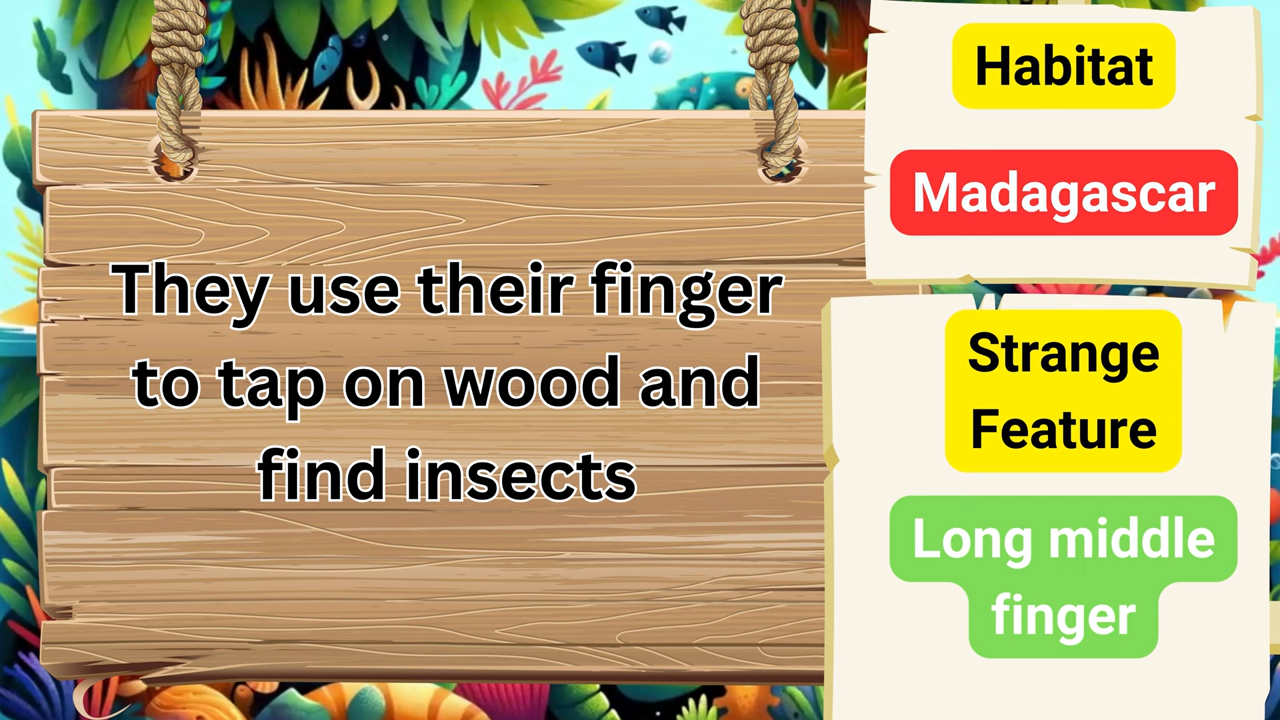 They use their finger
to tap on wood and
find insects
Habitat
Madagascar
Strange
Feature
Long middle
finger